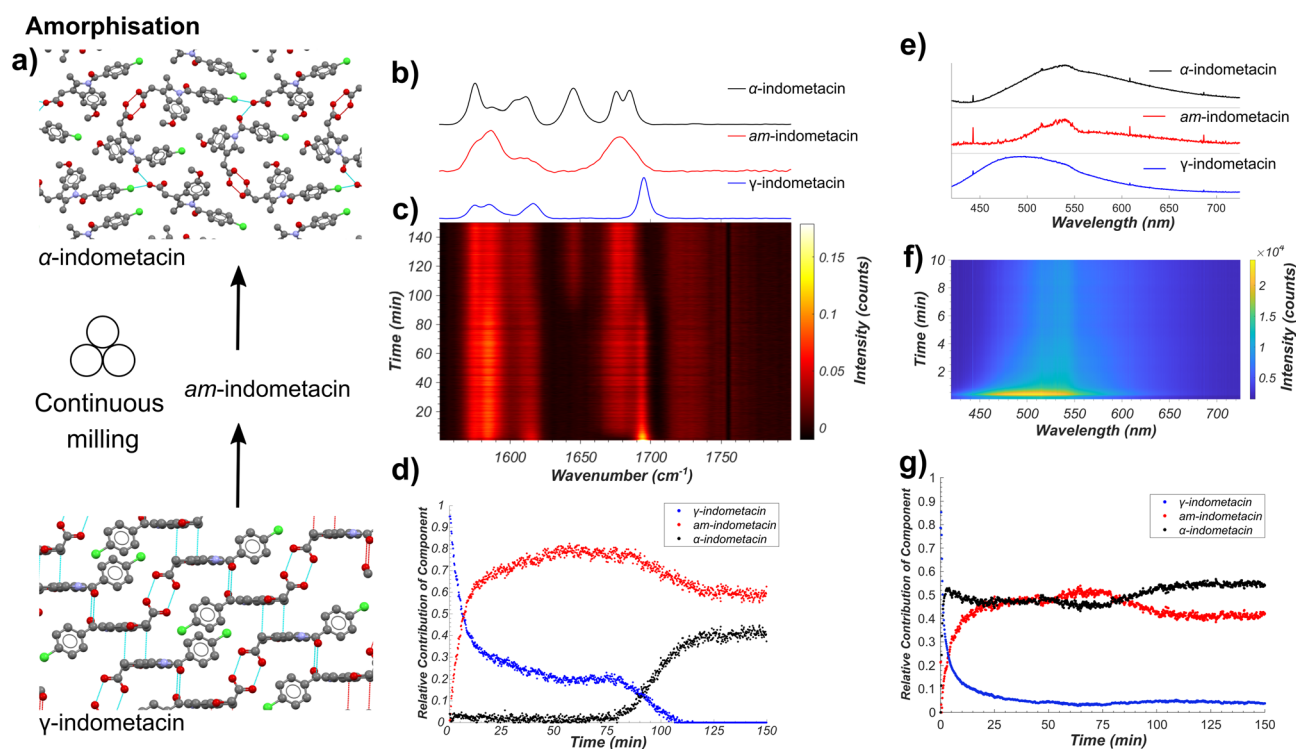 Amorphisation
a)
α-indometacin
Continuous
milling
am-indometacin
γ-indometacin
b)
α-indometacin
am-indometacin
γ-indometacin
c)
140
120
100
80
60
40
20
Time (min)
1600
1650
1700
1750
Wavenumber (cm-1)
0.15
0.1
0.05
0
Intensity (counts)
d)
1
0.9
0.8
0.7
0.6
0.5
0.4
0.3
0.2
0.1
0
Relative Contribution of Component
γ-indometacin
am-indometacin
α-indometacin
0
25
50
75
100
125
150
Time (min)
e)
α-indometacin
am-indometacin
γ-indometacin
450
500
550
600
650
700
Wavelength (nm)
f)
10
8
6
4
2
Time (min)
450
500
550
600
650
700
Wavelength (nm)
×10⁴
2
1.5
1
0.5
Intensity (counts)
g)
1
0.9
0.8
0.7
0.6
0.5
0.4
0.3
0.2
0.1
0
Relative Contribution of Component
γ-indometacin
am-indometacin
α-indometacin
0
25
50
75
100
125
150
Time (min)